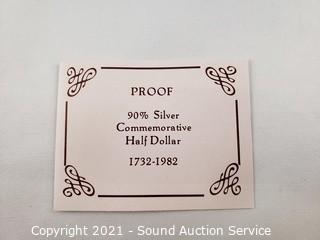 PROOF
90% Silver
Commemorative
Half Dollar
1732-1982
Copyright 2021 - Sound Auction Service